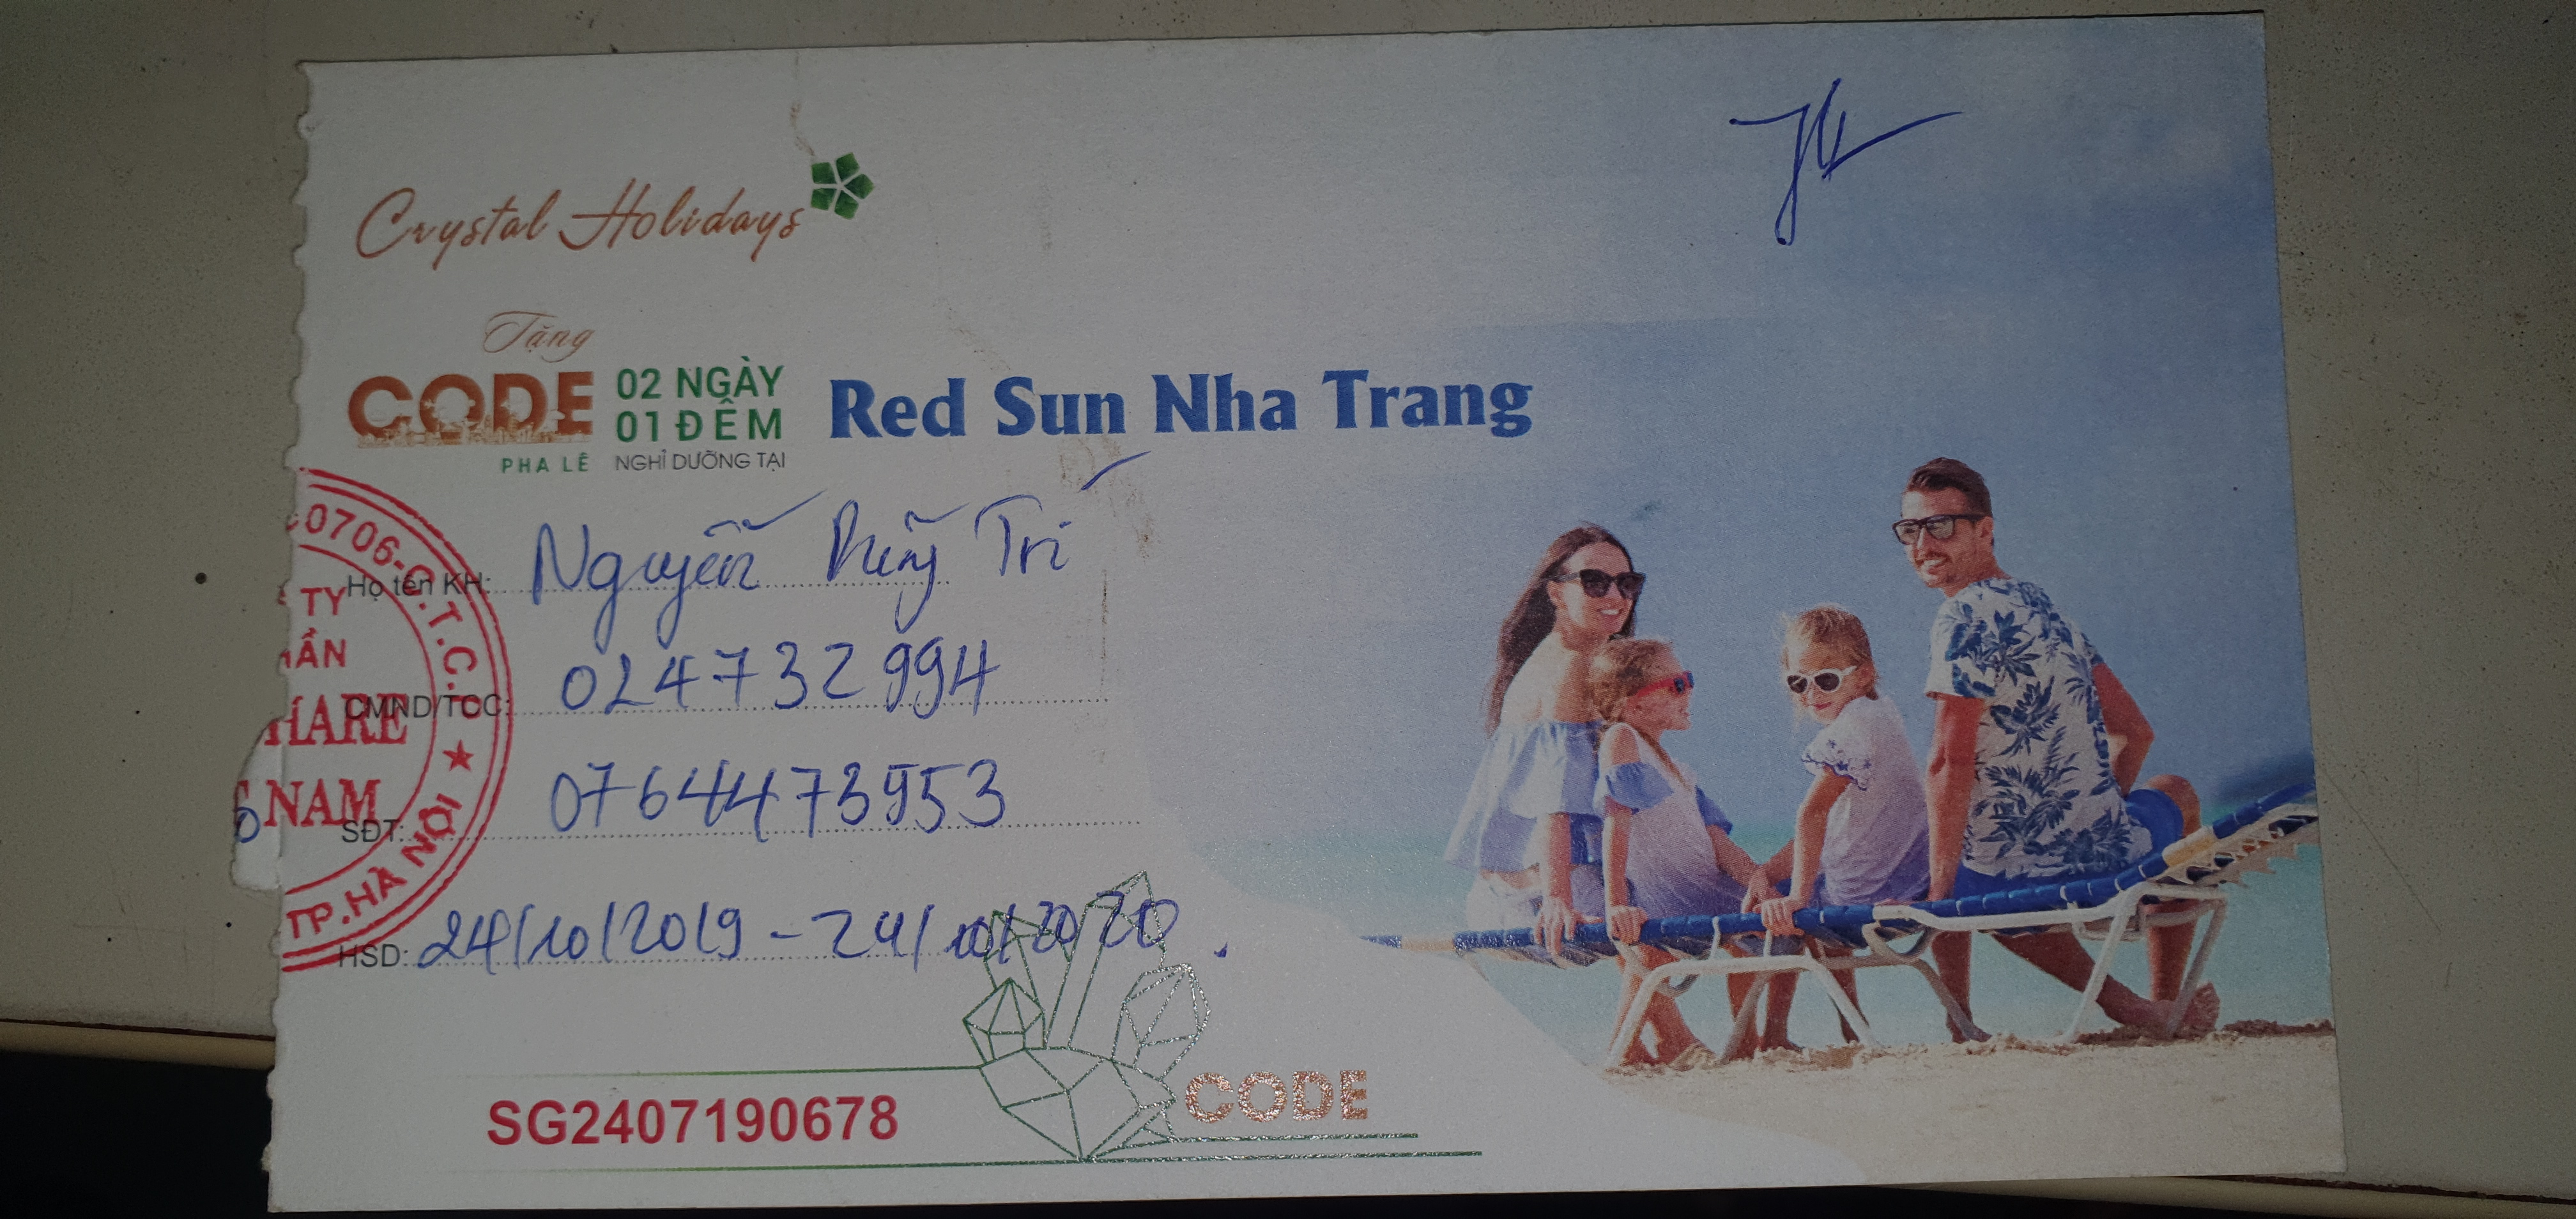 Crystal Holidays
Tặng
CODE
PHA LÊ
02 NGÀY
01 ĐÊM
NGHỈ DƯỠNG TẠI
Red Sun Nha Trang
Họ tên KH: Nguyễn Trí
CMND/TCC: 024732994
SĐT: 0764473953
HSD: 24/10/2019 - 24/10/2020.
0706-C.T.C.
TY
HARE
NAM
TP.HÀ NỘI
SG2407190678
CODE